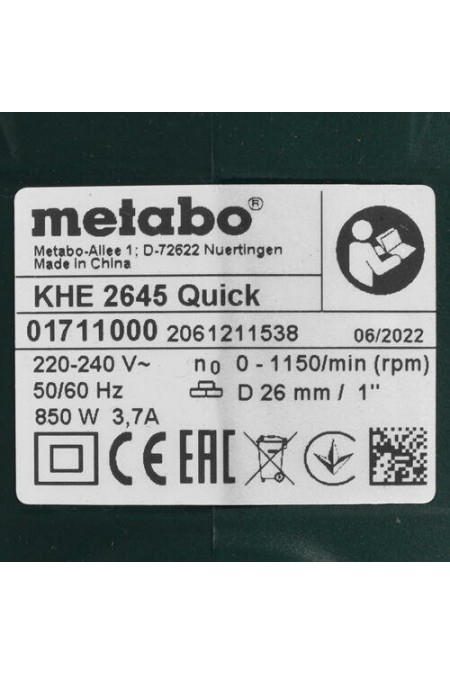 metabo®
Metabo-Allee 1; D-72622 Nuertingen
Made in China
KHE 2645 Quick
01711000 2061211538 06/2022
220-240 V~ n0 0 - 1150/min (rpm)
50/60 Hz D 26 mm / 1"
850 W 3,7A
CE EAC